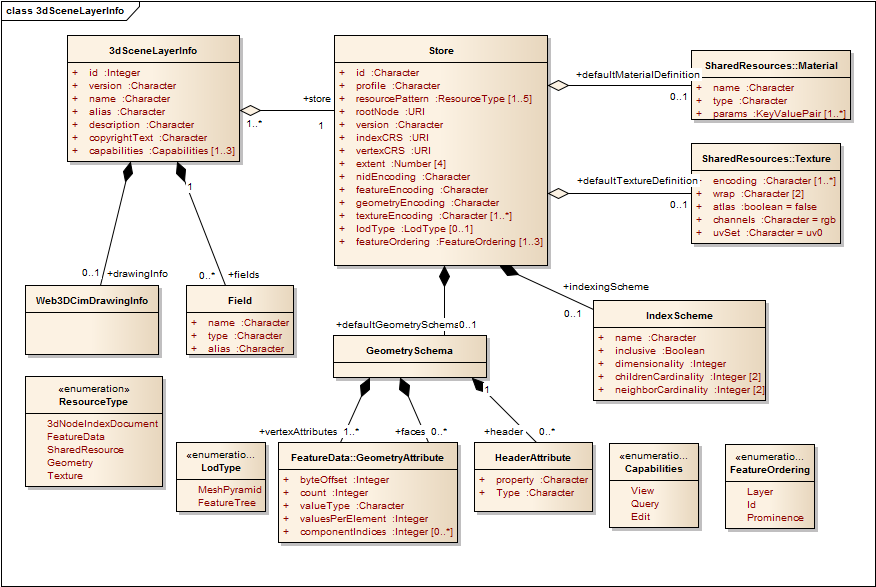 class 3dSceneLayerInfo
3dSceneLayerInfo
+ id :Integer
+ version :Character
+ name :Character
+ alias :Character
+ description :Character
+ copyrightText :Character
+ capabilities :Capabilities [1..3]
+store
1..*
1
Store
+ id :Character
+ profile :Character
+ resourcePattern :ResourceType [1..5]
+ rootNode :URI
+ version :Character
+ indexCRS :URI
+ vertexCRS :URI
+ extent :Number [4]
+ nidEncoding :Character
+ featureEncoding :Character
+ geometryEncoding :Character
+ textureEncoding :Character [1..*]
+ lodType :LodType [0..1]
+ featureOrdering :FeatureOrdering [1..3]
+defaultMaterialDefinition
0..1
SharedResources::Material
+ name :Character
+ type :Character
+ params :KeyValuePair [1..*]
+defaultTextureDefinition
0..1
SharedResources::Texture
+ encoding :Character [1..*]
+ wrap :Character [2]
+ atlas :boolean = false
+ channels :Character = rgb
+ uvSet :Character = uv0
1
0..1 +drawingInfo
0..* +fields
Web3DCimDrawingInfo
Field
+ name :Character
+ type :Character
+ alias :Character
+defaultGeometrySchema 0..1
GeometrySchema
+indexingScheme
0..1
IndexScheme
+ name :Character
+ inclusive :Boolean
+ dimensionality :Integer
+ childrenCardinality :Integer [2]
+ neighborCardinality :Integer [2]
«enumeration»
ResourceType
3dNodeIndexDocument
FeatureData
SharedResource
Geometry
Texture
+vertexAttributes 1..*
+faces 0..*
1
+header 0..*
«enumeratio...
LodType
MeshPyramid
FeatureTree
FeatureData::GeometryAttribute
+ byteOffset :Integer
+ count :Integer
+ valueType :Character
+ valuesPerElement :Integer
+ componentIndices :Integer [0..*]
HeaderAttribute
+ property :Character
+ Type :Character
«enumeratio...
Capabilities
View
Query
Edit
«enumeratio...
FeatureOrdering
Layer
Id
Prominence